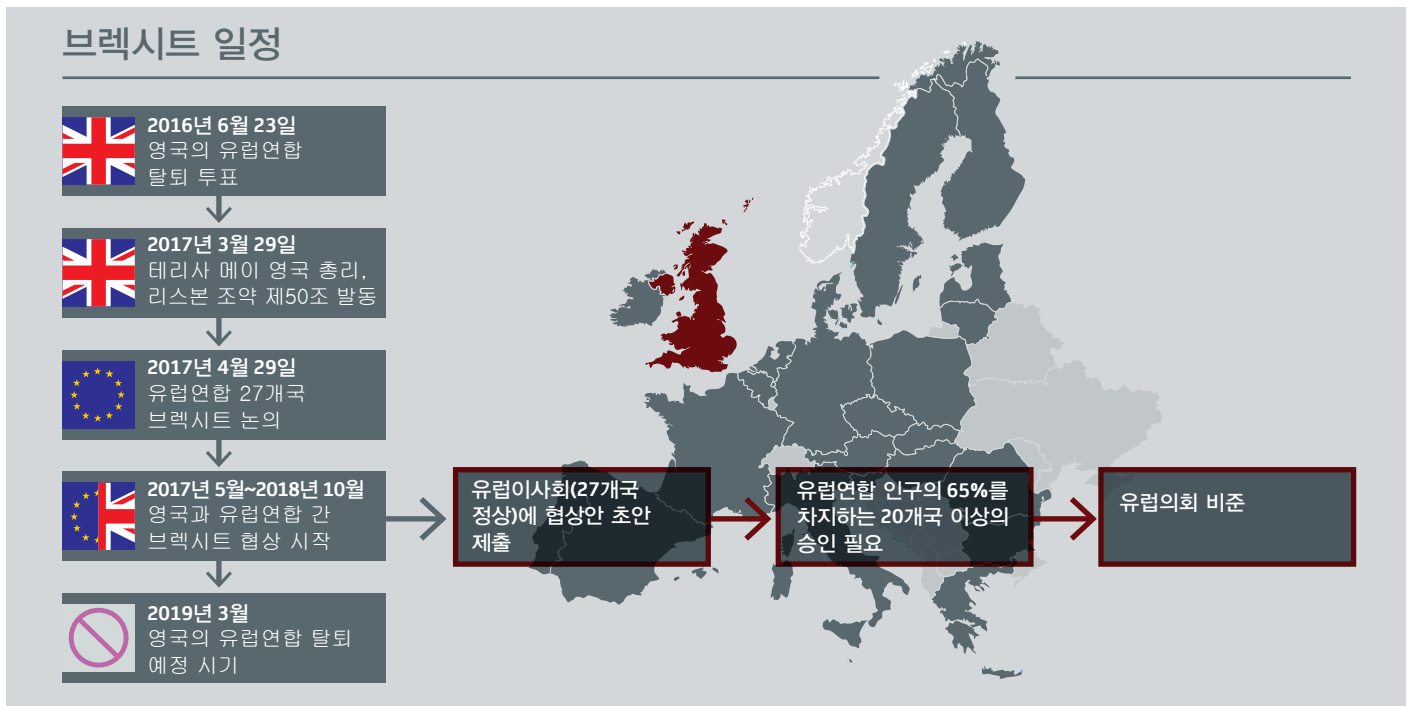 브렉시트 일정
2016년 6월 23일
영국의 유럽연합
탈퇴 투표
2017년 3월 29일
테리사 메이 영국 총리,
리스본 조약 제50조 발동
2017년 4월 29일
유럽연합 27개국
브렉시트 논의
2017년 5월~2018년 10월
영국과 유럽연합 간
브렉시트 협상 시작
유럽이사회(27개국
정상)에 협상안 초안
제출
유럽연합 인구의 65%를
차지하는 20개국 이상의
승인 필요
유럽의회 비준
2019년 3월
영국의 유럽연합 탈퇴
예정 시기